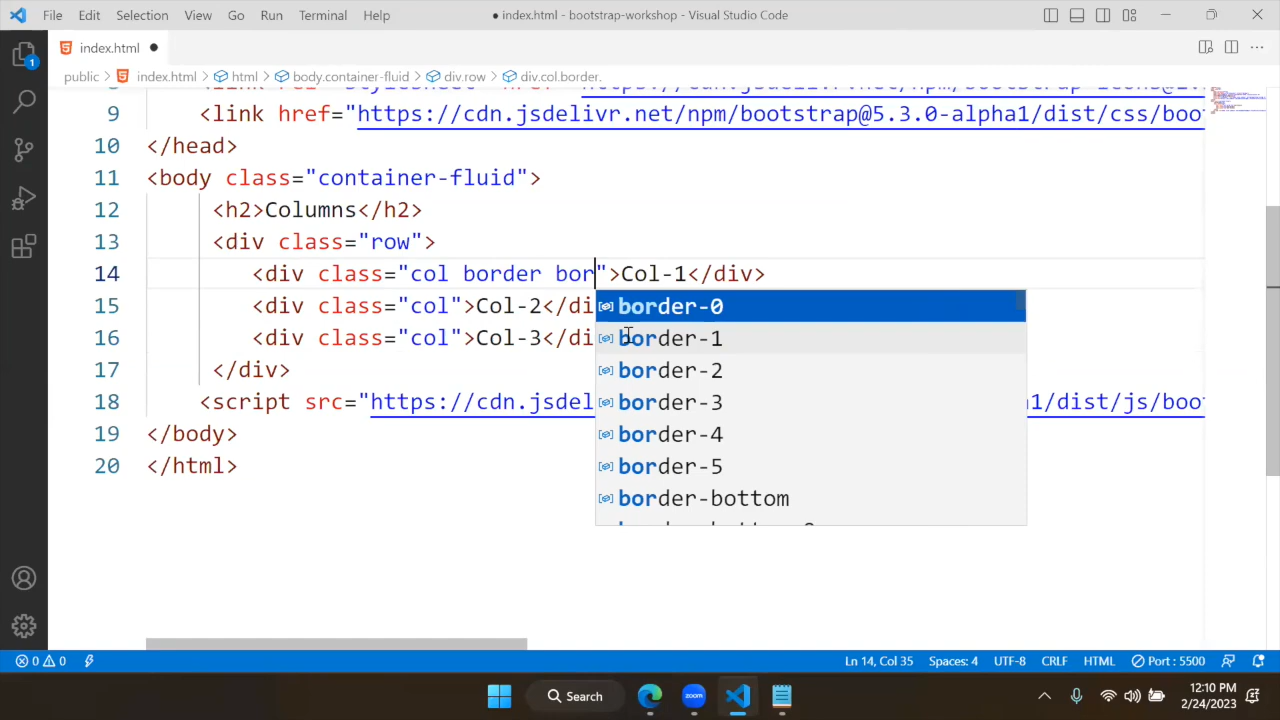 File Edit Selection View Go Run Terminal Help ● index.html - bootstrap-workshop - Visual Studio Code
index.html ●
public > index.html > html > body.container-fluid > div.row > div.col.border.
9 <link href="https://cdn.jsdelivr.net/npm/bootstrap@5.3.0-alpha1/dist/css/boo
10 </head>
11 <body class="container-fluid">
12 <h2>Columns</h2>
13 <div class="row">
14 <div class="col border bor">Col-1</div>
15 <div class="col">Col-2</di
border-0
16 <div class="col">Col-3</di
border-1
17 </div>
border-2
18 <script src="https://cdn.jsdel
border-3
1/dist/js/boo
19 </body>
border-4
20 </html>
border-5
border-bottom
1
0 0 Ln 14, Col 35 Spaces: 4 UTF-8 CRLF HTML Port : 5500
Search zoom 12:10 PM
2/24/2023